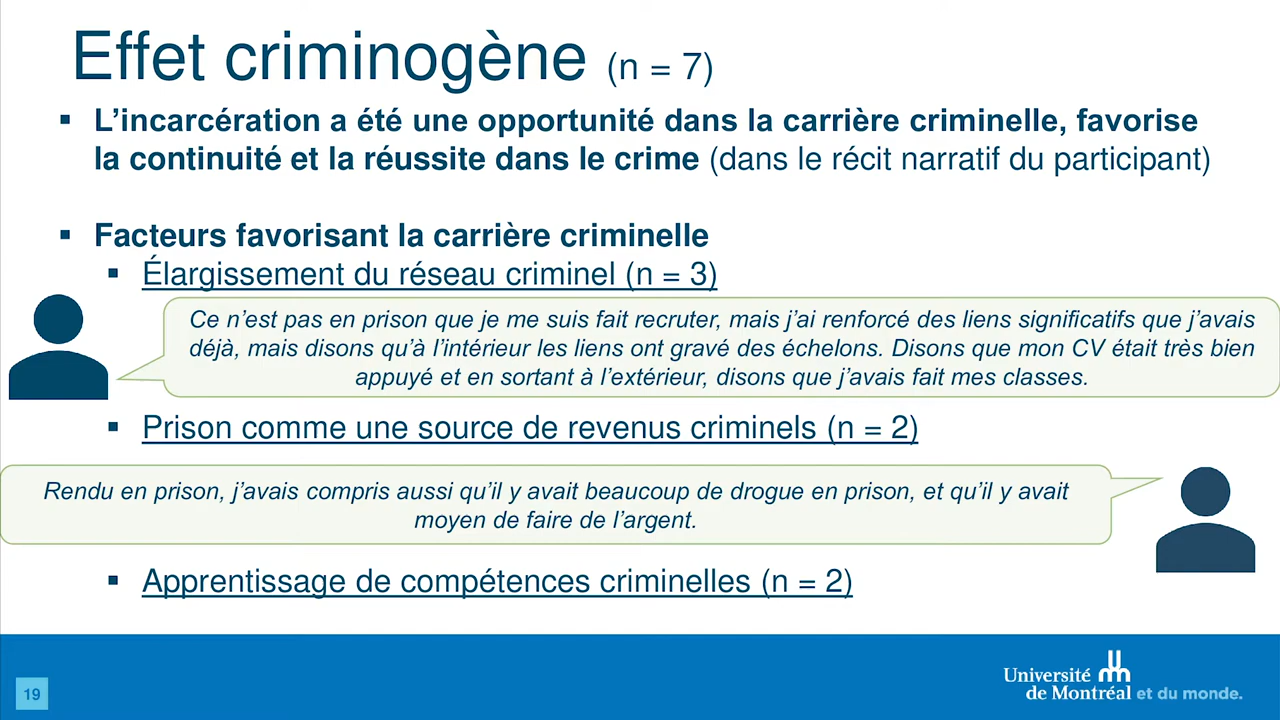 Effet criminogène (n = 7)
▪ L’incarcération a été une opportunité dans la carrière criminelle, favorise
la continuité et la réussite dans le crime (dans le récit narratif du participant)
▪ Facteurs favorisant la carrière criminelle
▪ Élargissement du réseau criminel (n = 3)
Ce n’est pas en prison que je me suis fait recruter, mais j’ai renforcé des liens significatifs que j’avais
déjà, mais disons qu’à l’intérieur les liens ont gravé des échelons. Disons que mon CV était très bien
appuyé et en sortant à l’extérieur, disons que j’avais fait mes classes.
▪ Prison comme une source de revenus criminels (n = 2)
Rendu en prison, j’avais compris aussi qu’il y avait beaucoup de drogue en prison, et qu’il y avait
moyen de faire de l’argent.
▪ Apprentissage de compétences criminelles (n = 2)
19
Université
de Montréal et du monde.